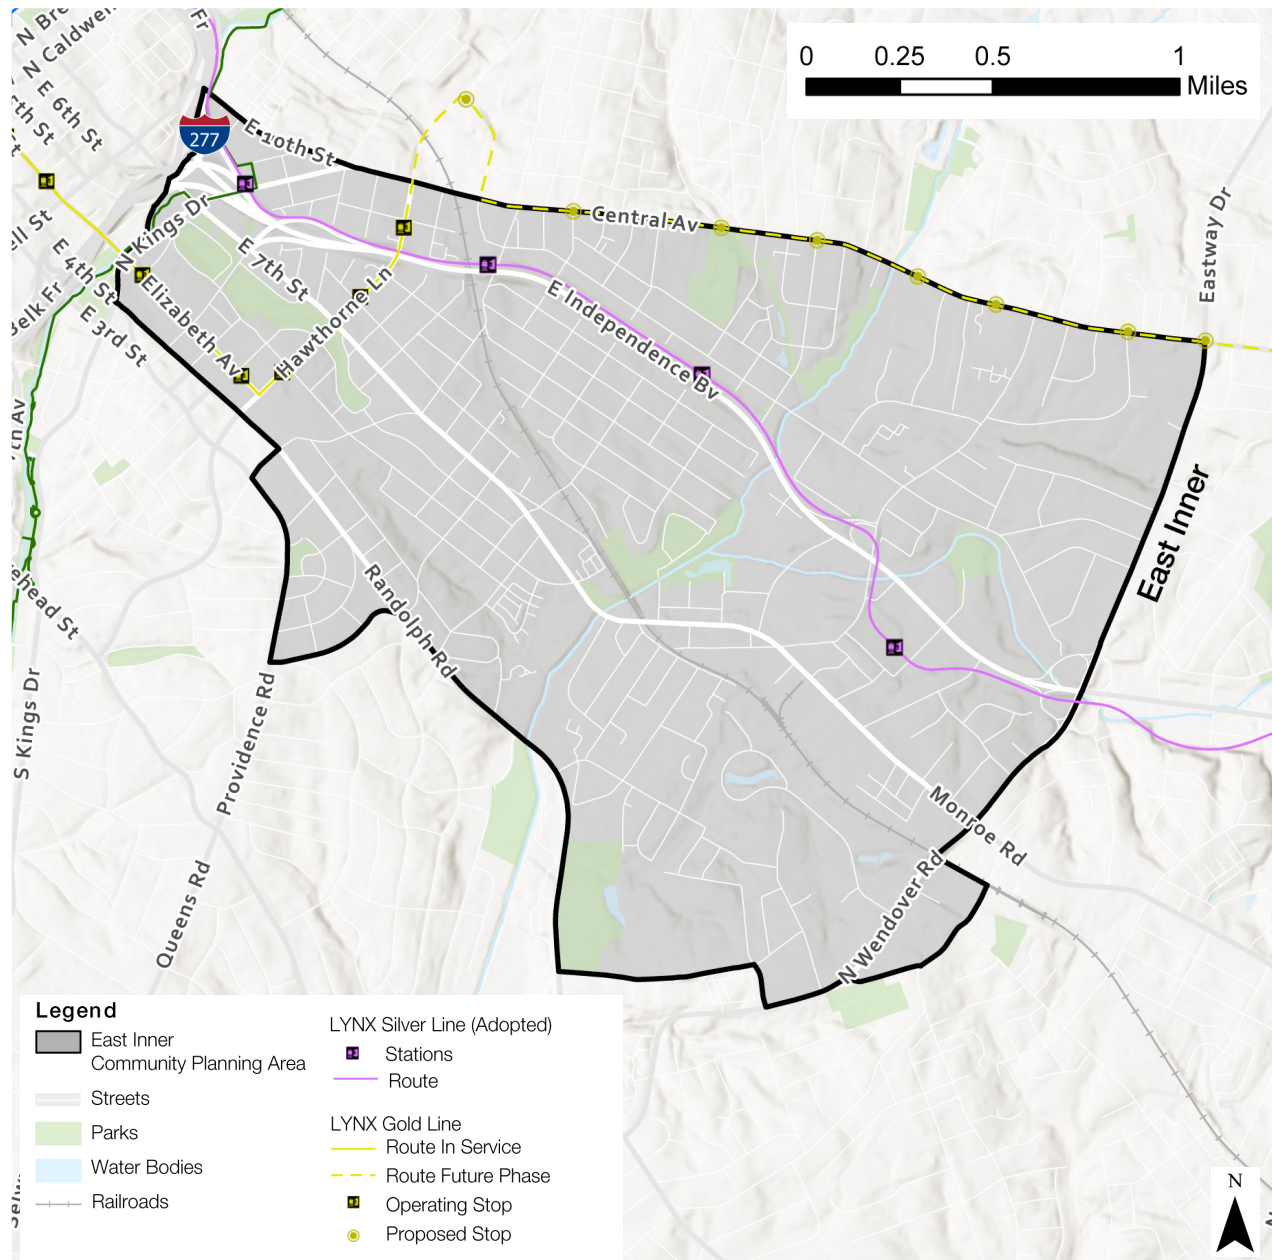 N Caldwell
Fr
N E 6th St
277
E 10th St
0 0.25 0.5 1
Miles
N Kings Dr
E 7th St
Central Av
Eastway Dr
E 4th St
Belk Fr
E 3rd St
Elizabeth Av
Hawthorne Ln
E Independence Bv
East Inner
Randolph Rd
S Kings Dr
Providence Rd
Queens Rd
Monroe Rd
N Wendover Rd
Legend
East Inner
Community Planning Area
Streets
Parks
Water Bodies
Railroads
LYNX Silver Line (Adopted)
Stations
Route
LYNX Gold Line
Route In Service
Route Future Phase
Operating Stop
Proposed Stop
N